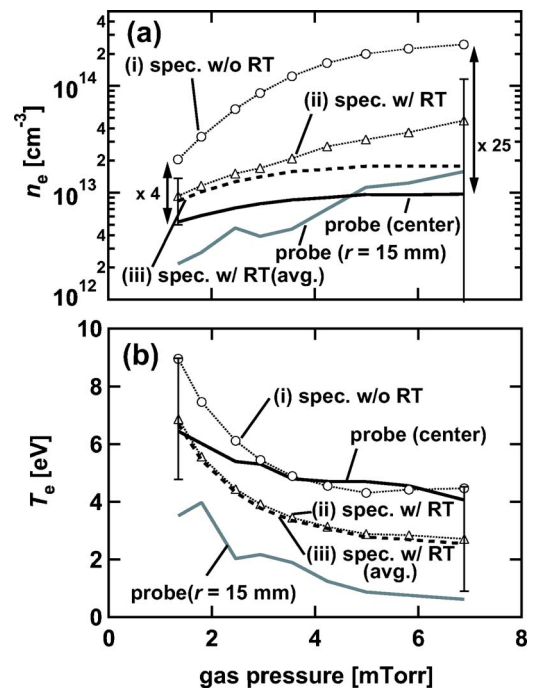 (a)
2
(i) spec. w/o RT
10^14
(ii) spec. w/ RT
4
2
x 25
n_e [cm^-3]
10^13
x 4
4
probe (center)
2
probe (r = 15 mm)
(iii) spec. w/ RT(avg.)
10^12
(b)
10
8
(i) spec. w/o RT
probe (center)
6
T_e [eV]
4
(ii) spec. w/ RT
(iii) spec. w/ RT
(avg.)
2
probe(r = 15 mm)
0
0 2 4 6 8
gas pressure [mTorr]